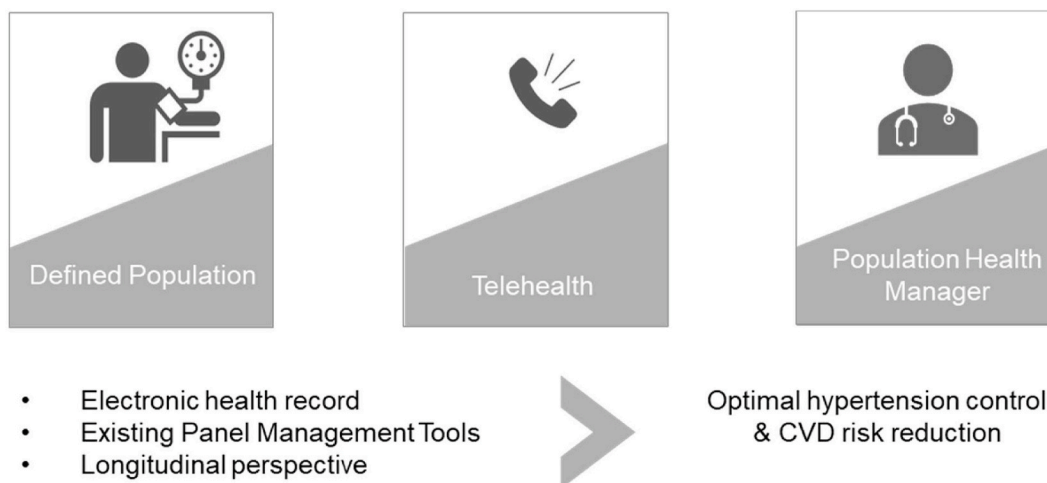 Defined Population
Telehealth
Population Health
Manager
• Electronic health record
• Existing Panel Management Tools
• Longitudinal perspective
Optimal hypertension control
& CVD risk reduction